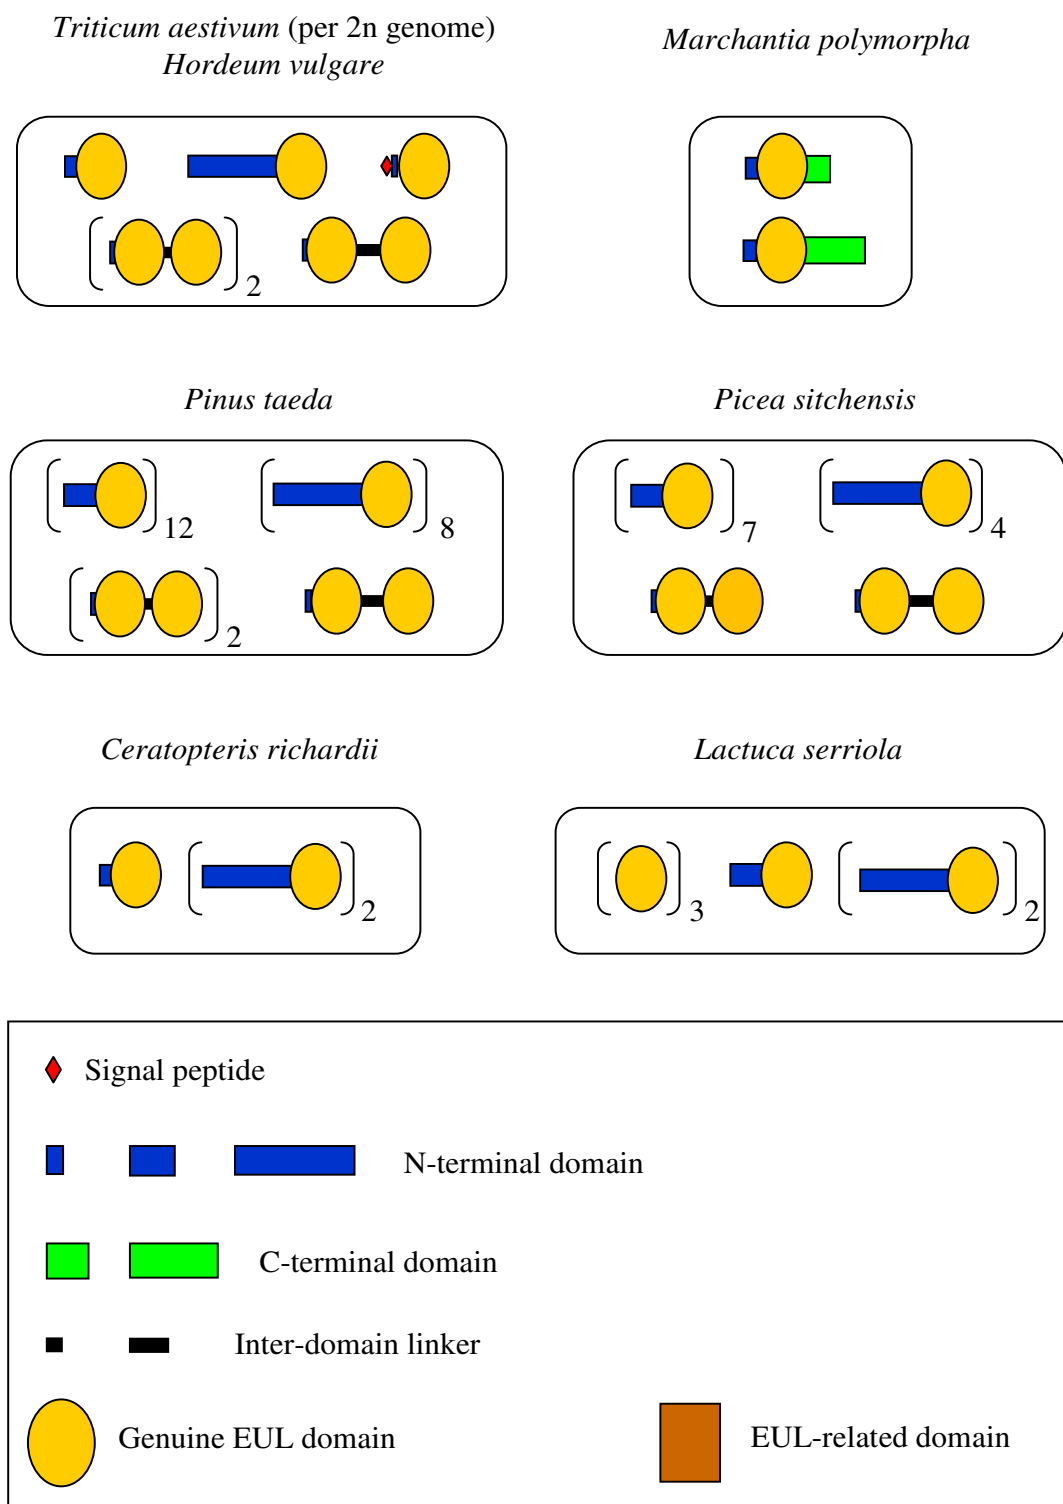 Triticum aestivum (per 2n genome)
Hordeum vulgare
Marchantia polymorpha
2
Pinus taeda
Picea sitchensis
12
8
7
4
2
Ceratopteris richardii
Lactuca serriola
2
3
2
Signal peptide
N-terminal domain
C-terminal domain
Inter-domain linker
Genuine EUL domain
EUL-related domain